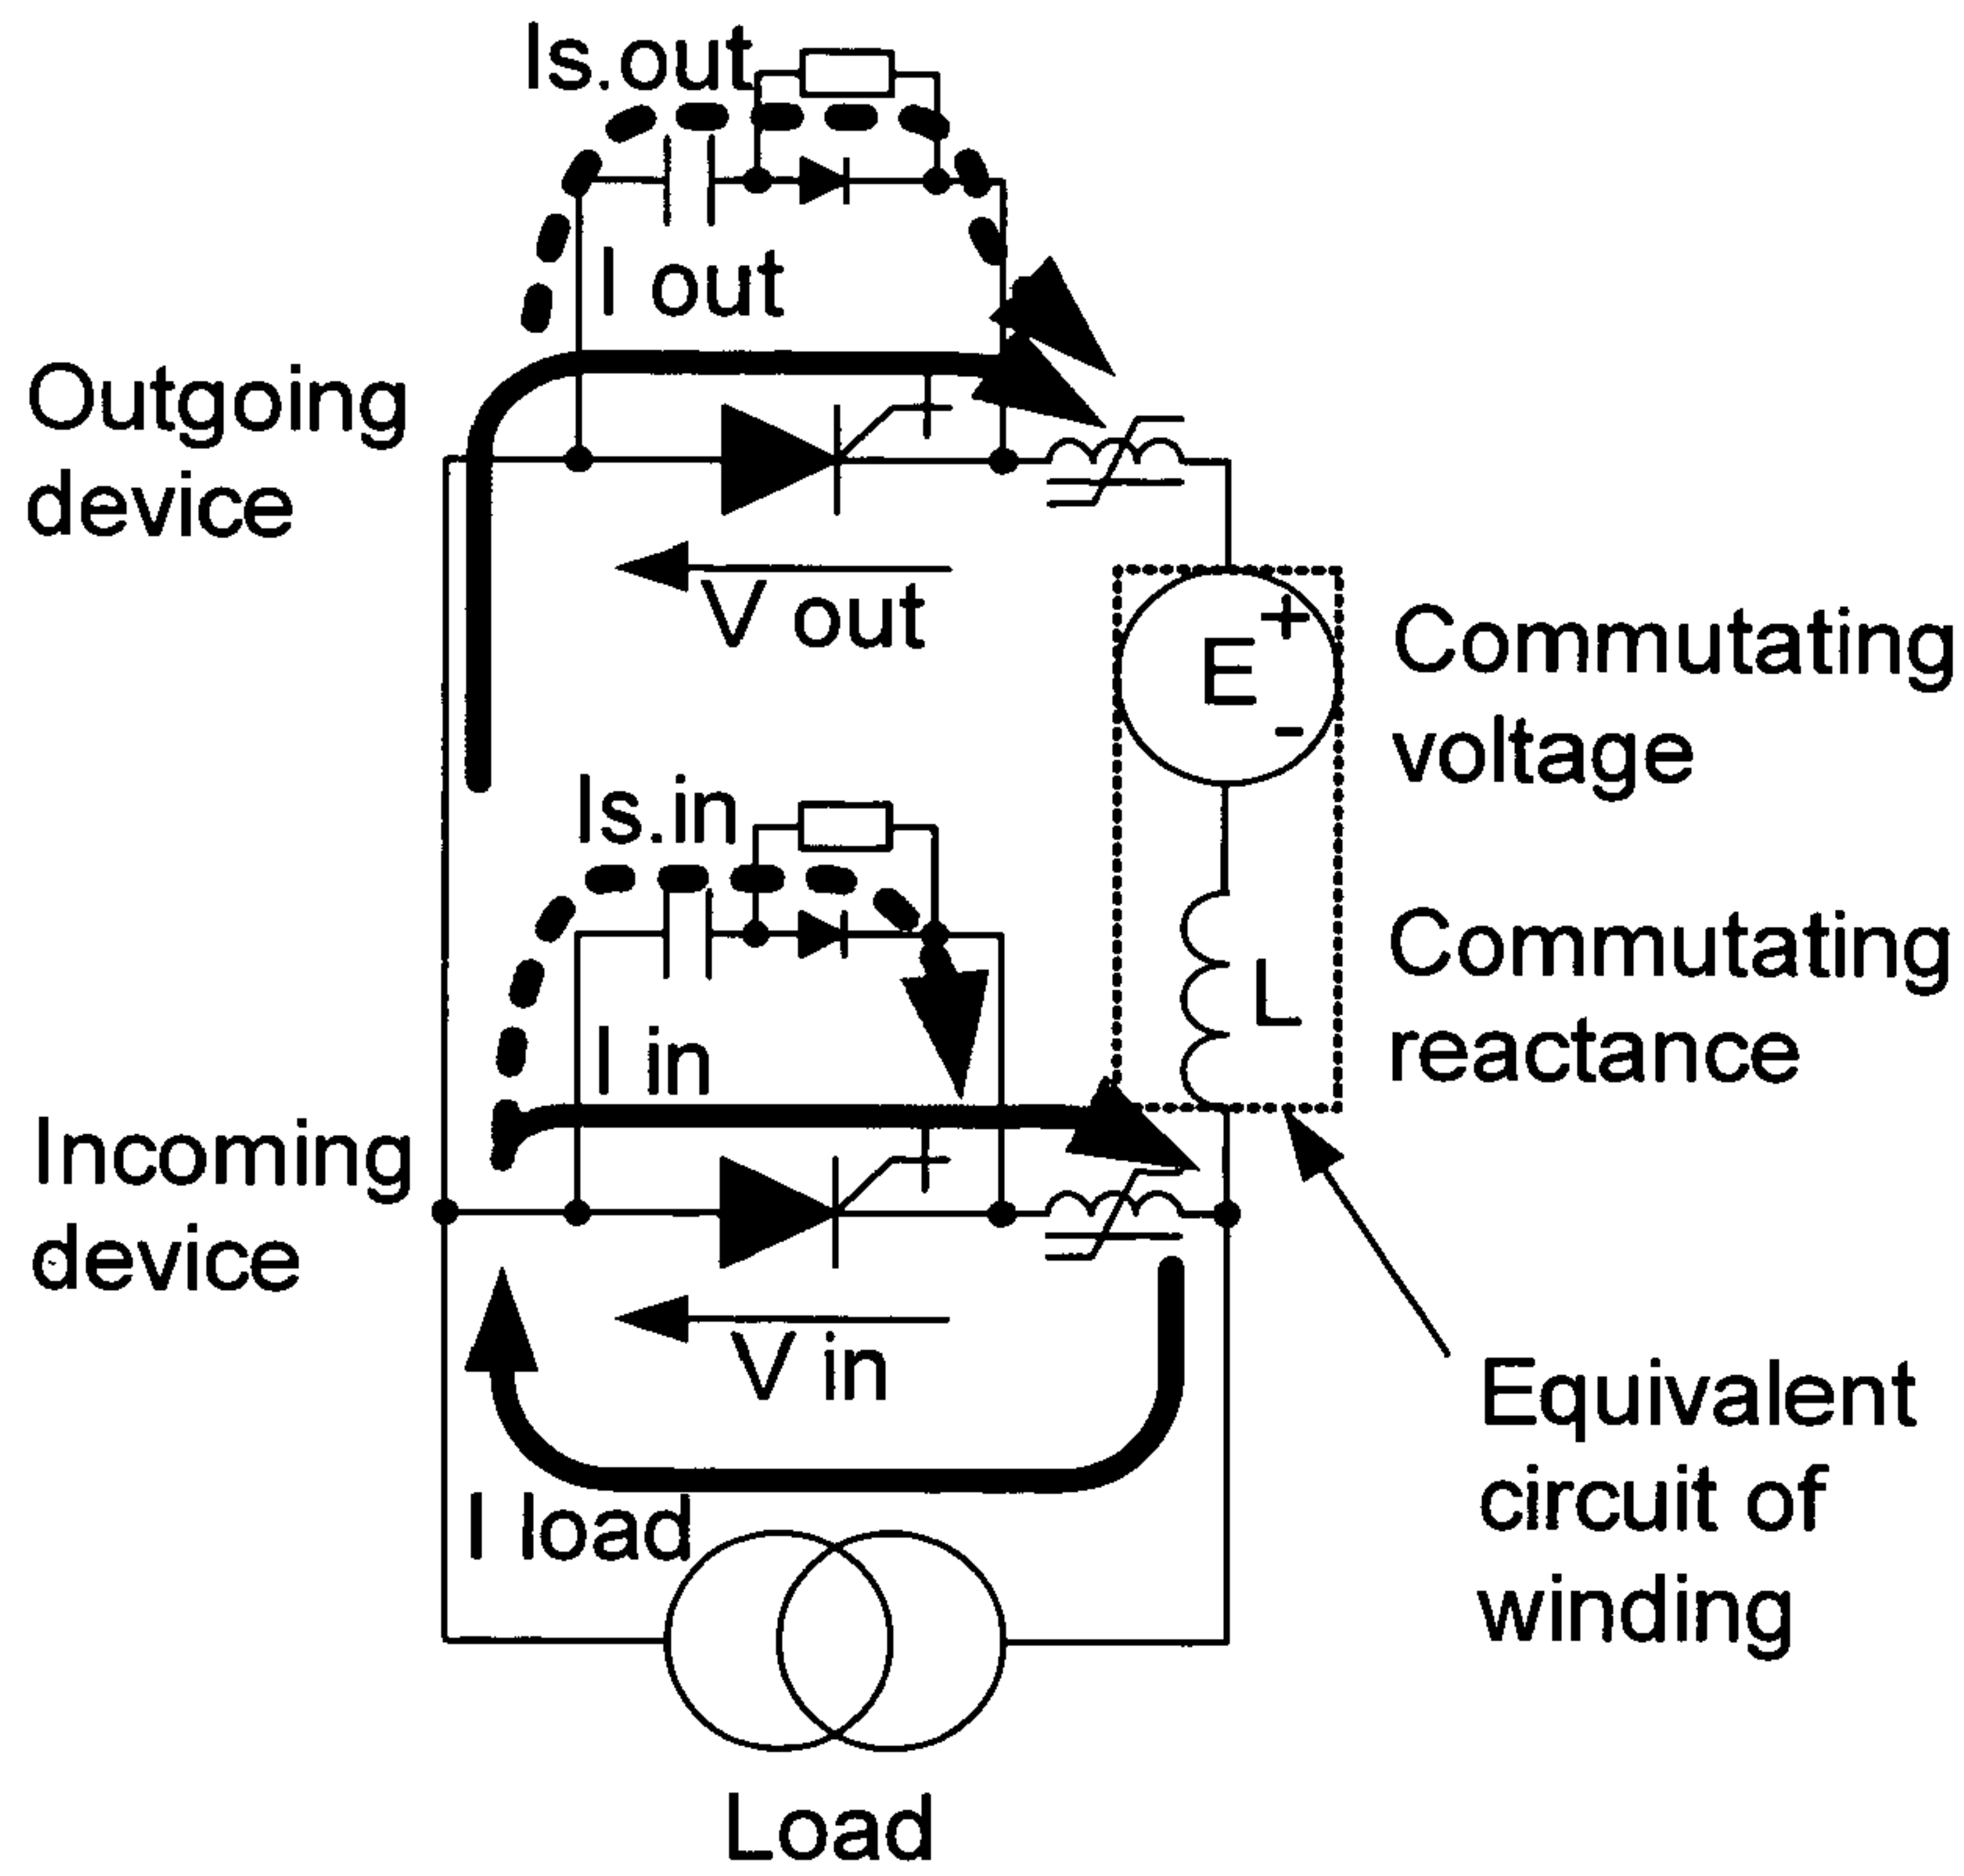 Is.out
I out
Outgoing
device
V out
E
+
-
Commutating
voltage
Is.in
Commutating
reactance
L
I in
Incoming
device
V in
Equivalent
circuit of
winding
I load
Load